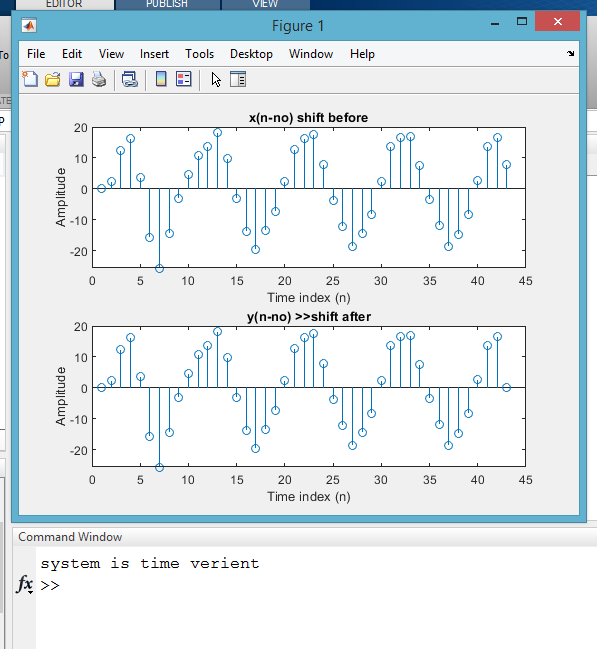 EDITOR PUBLISH VIEW
Figure 1
File Edit View Insert Tools Desktop Window Help
x(n-no) shift before
20
10
0
-10
-20
Amplitude
0 5 10 15 20 25 30 35 40 45
Time index (n)
y(n-no) >>shift after
20
10
0
-10
-20
Amplitude
0 5 10 15 20 25 30 35 40 45
Time index (n)
Command Window
system is time verient
fx >>